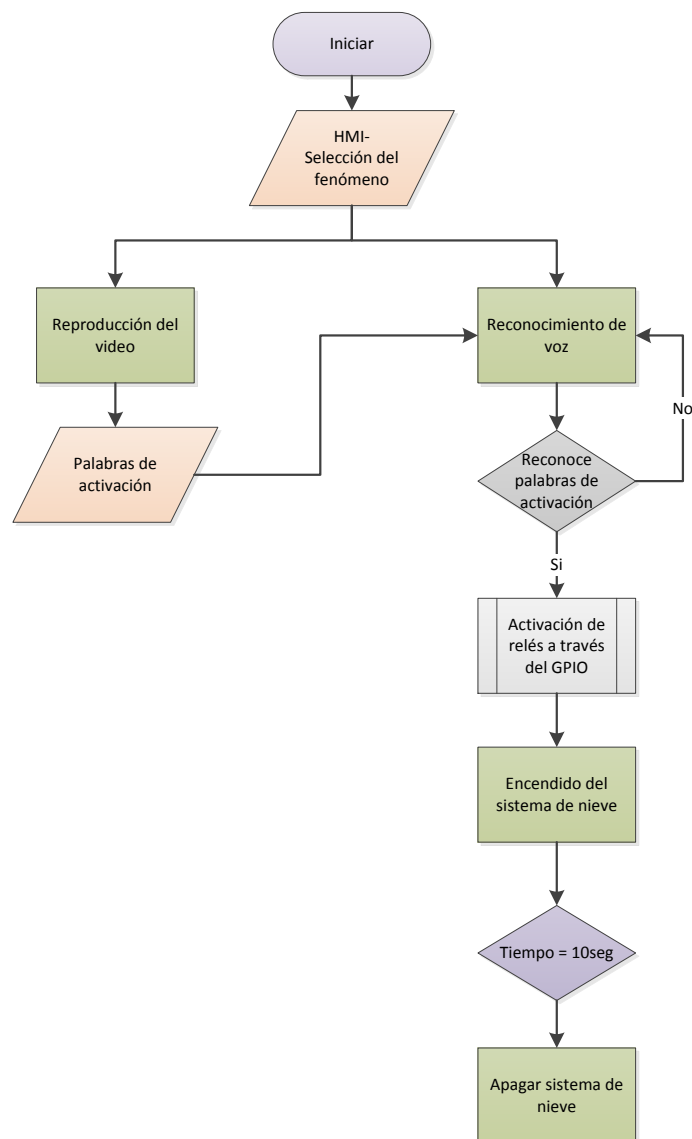 Iniciar
HMI-
Selección del
fenómeno
Reproducción del
video
Reconocimiento de
voz
No
Palabras de
activación
Reconoce
palabras de
activación
Si
Activación de
relés a través
del GPIO
Encendido del
sistema de nieve
Tiempo = 10seg
Apagar sistema de
nieve